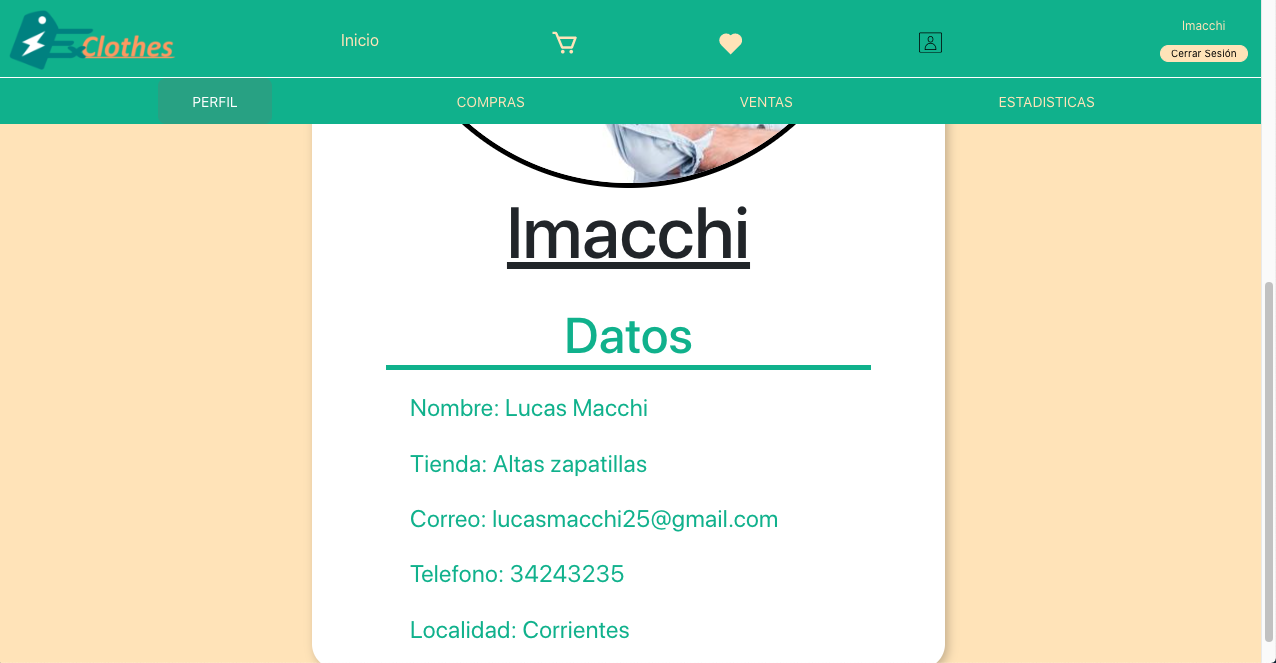 Clothes
Inicio
lmacchi
Cerrar Sesión
PERFIL
COMPRAS
VENTAS
ESTADISTICAS
lmacchi
Datos
Nombre: Lucas Macchi
Tienda: Altas zapatillas
Correo: lucasmacchi25@gmail.com
Telefono: 34243235
Localidad: Corrientes